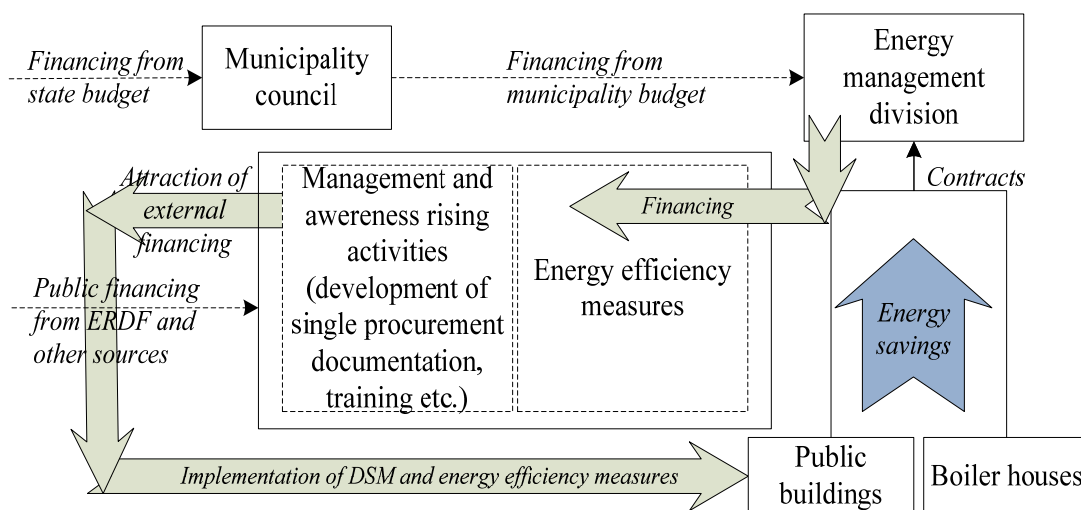 Financing from
state budget
Municipality
council
Financing from
municipality budget
Energy
management
division
Attraction of
external
financing
Management and
awereness rising
activities
(development of
single procurement
documentation,
training etc.)
Financing
Contracts
Energy efficiency
measures
Public financing
from ERDF and
other sources
Energy
savings
Implementation of DSM and energy efficiency measures
Public
buildings
Boiler houses